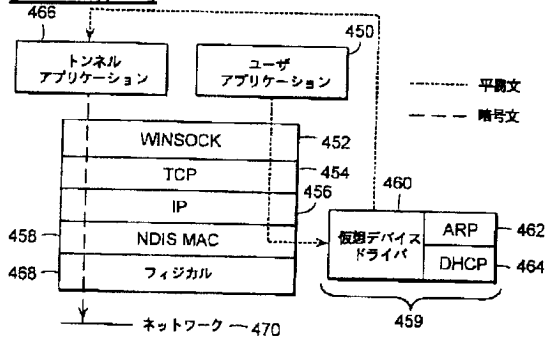 466
450
トンネル
アプリケーション
ユーザ
アプリケーション
平文
暗号文
WINSOCK
452
TCP
454
IP
456
458
NDIS MAC
468
フィジカル
460
仮想デバイス
ドライバ
ARP
462
DHCP
464
459
ネットワーク
470